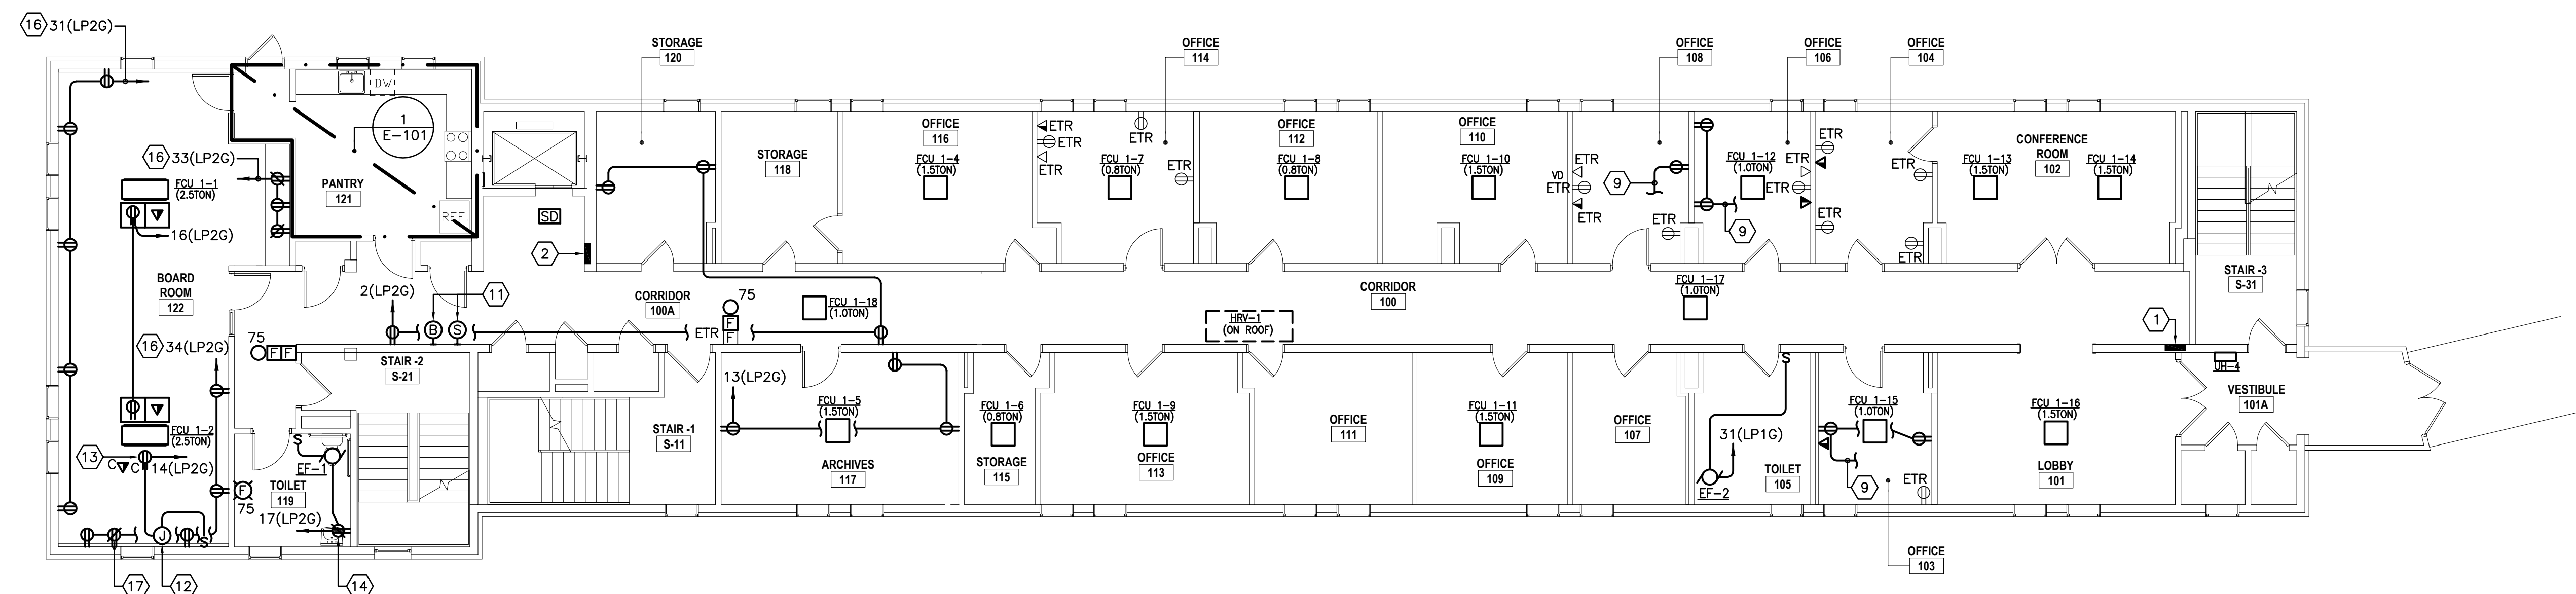 16 31(LP2G)
STORAGE
120
OFFICE
114
OFFICE
108
OFFICE
106
OFFICE
104
DW
1
E-101
16 33(LP2G)
FCU 1-1
(2.5TON)
PANTRY
121
REF.
16(LP2G)
SD
2
STORAGE
118
OFFICE
116
FCU 1-4
(1.5TON)
ETR
ETR
ETR
FCU 1-7
(0.8TON)
ETR
ETR
OFFICE
112
FCU 1-8
(0.8TON)
OFFICE
110
FCU 1-10
(1.5TON)
ETR
VD
ETR
ETR
9
ETR
FCU 1-12
(1.0TON)
ETR
ETR
9
ETR
ETR
ETR
ETR
CONFERENCE
ROOM
102
FCU 1-13
(1.5TON)
FCU 1-14
(1.5TON)
STAIR -3
S-31
BOARD
ROOM
122
2(LP2G)
11
B
S
CORRIDOR
100A
75
F
F
ETR
FCU 1-18
(1.0TON)
HRV-1
(ON ROOF)
CORRIDOR
100
FCU 1-17
(1.0TON)
1
UH-4
VESTIBULE
101A
16 34(LP2G)
75
F F
STAIR -2
S-21
FCU 1-2
(2.5TON)
13
C C
14(LP2G)
S
EF-1
TOILET
119
F
75
17(LP2G)
J
S
17
12
14
STAIR -1
S-11
13(LP2G)
FCU 1-5
(1.5TON)
ARCHIVES
117
FCU 1-6
(0.8TON)
STORAGE
115
FCU 1-9
(1.5TON)
OFFICE
113
OFFICE
111
FCU 1-11
(1.5TON)
OFFICE
109
OFFICE
107
S
31(LP1G)
EF-2
TOILET
105
FCU 1-15
(1.0TON)
9
ETR
OFFICE
103
FCU 1-16
(1.5TON)
LOBBY
101